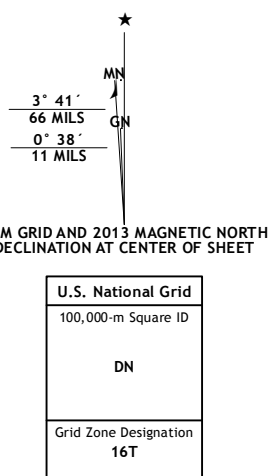 ★
MN
3° 41´
66 MILS
GN
0° 38´
11 MILS
M GRID AND 2013 MAGNETIC NORTH
DECLINATION AT CENTER OF SHEET
U.S. National Grid
100,000-m Square ID
DN
Grid Zone Designation
16T